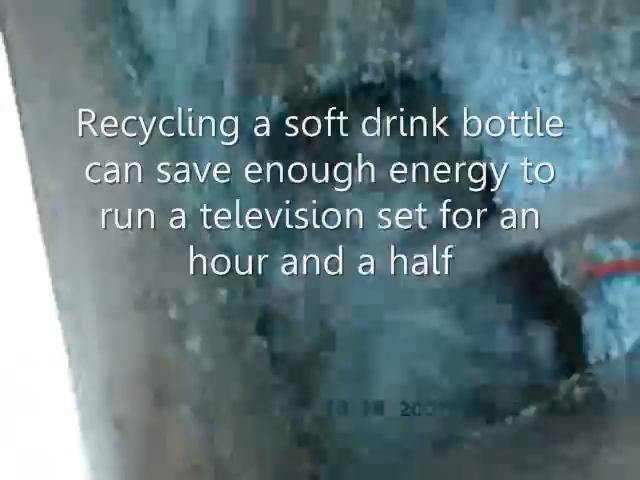 Recycling a soft drink bottle
can save enough energy to
run a television set for an
hour and a half